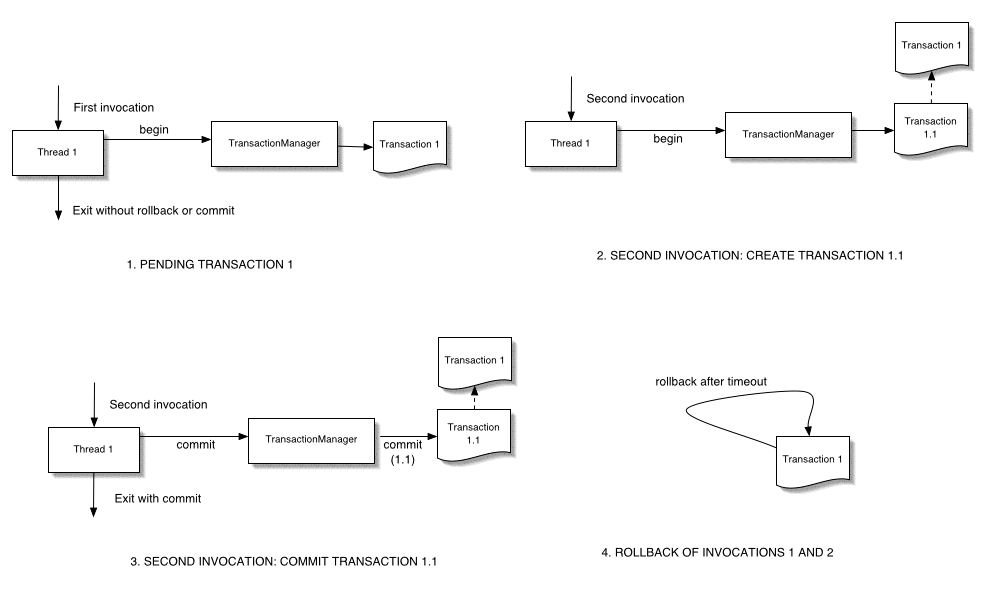 First invocation
begin
Thread 1
TransactionManager
Transaction 1
Exit without rollback or commit
1. PENDING TRANSACTION 1
Transaction 1
Second invocation
begin
Thread 1
TransactionManager
Transaction
1.1
2. SECOND INVOCATION: CREATE TRANSACTION 1.1
Transaction 1
Second invocation
Thread 1
commit
TransactionManager
commit
(1.1)
Transaction
1.1
Exit with commit
3. SECOND INVOCATION: COMMIT TRANSACTION 1.1
rollback after timeout
Transaction 1
4. ROLLBACK OF INVOCATIONS 1 AND 2